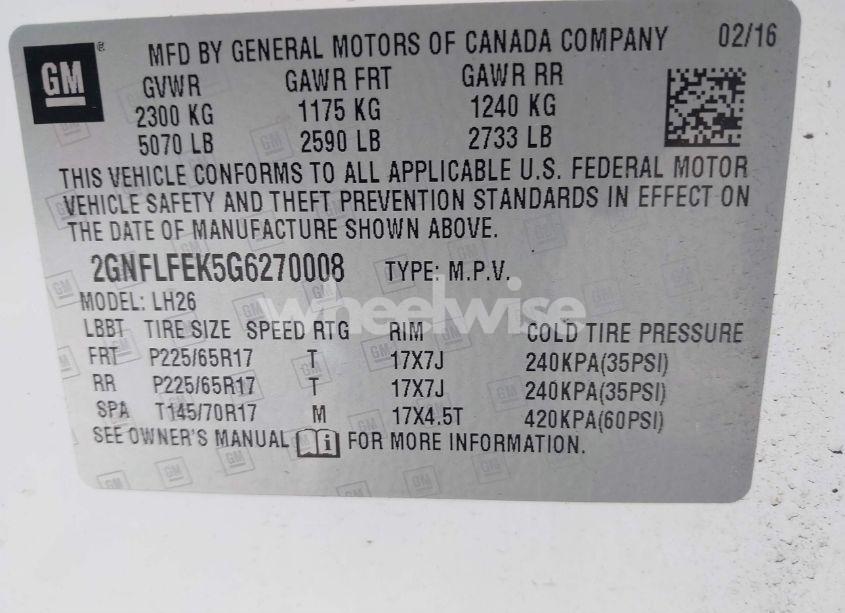 GM ® MFD BY GENERAL MOTORS OF CANADA COMPANY 02/16
GVWR GAWR FRT GAWR RR
2300 KG 1175 KG 1240 KG
5070 LB 2590 LB 2733 LB
THIS VEHICLE CONFORMS TO ALL APPLICABLE U.S. FEDERAL MOTOR
VEHICLE SAFETY AND THEFT PREVENTION STANDARDS IN EFFECT ON
THE DATE OF MANUFACTURE SHOWN ABOVE.
2GNFLFEK5G6270008 TYPE: M.P.V.
MODEL: LH26
wheelwise
LBBT TIRE SIZE SPEED RTG RIM COLD TIRE PRESSURE
FRT P225/65R17 T 17X7J 240KPA(35PSI)
RR P225/65R17 T 17X7J 240KPA(35PSI)
SPA T145/70R17 M 17X4.5T 420KPA(60PSI)
SEE OWNER'S MANUAL i FOR MORE INFORMATION.